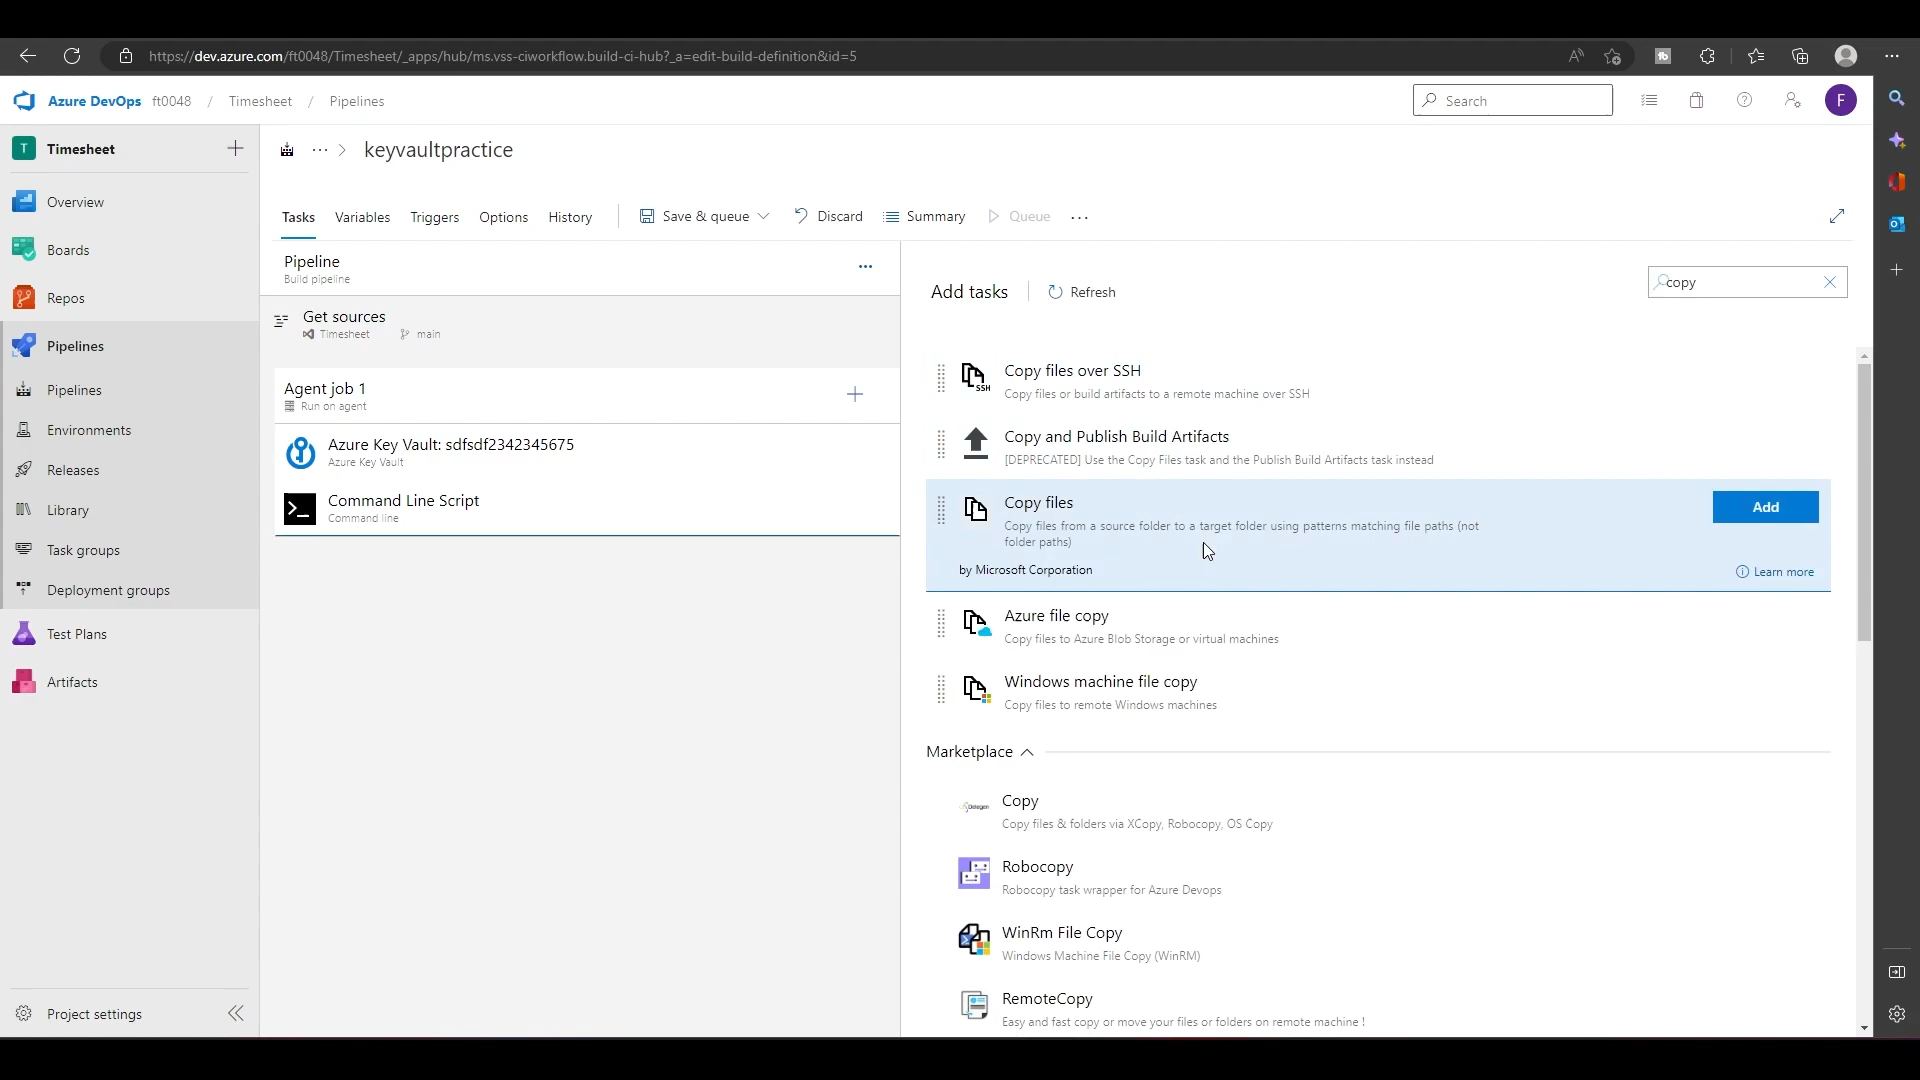 https://dev.azure.com/ft0048/Timesheet/_apps/hub/ms.vss-ciworkflow.build-ci-hub?_a=edit-build-definition&id=5
Azure DevOps ft0048 / Timesheet / Pipelines
Search
F
T Timesheet
Overview
Boards
Repos
Pipelines
Pipelines
Environments
Releases
Library
Task groups
Deployment groups
Test Plans
Artifacts
Project settings
keyvaultpractice
Tasks Variables Triggers Options History Save & queue Discard Summary Queue
Pipeline
Build pipeline
Get sources
Timesheet main
Agent job 1
Run on agent
Azure Key Vault: sdfsdf2342345675
Azure Key Vault
Command Line Script
Command line
Add tasks Refresh
copy
Copy files over SSH
Copy files or build artifacts to a remote machine over SSH
Copy and Publish Build Artifacts
[DEPRECATED] Use the Copy Files task and the Publish Build Artifacts task instead
Copy files
Copy files from a source folder to a target folder using patterns matching file paths (not
folder paths)
by Microsoft Corporation
Add
Learn more
Azure file copy
Copy files to Azure Blob Storage or virtual machines
Windows machine file copy
Copy files to remote Windows machines
Marketplace
Copy
Copy files & folders via XCopy, Robocopy, OS Copy
Robocopy
Robocopy task wrapper for Azure Devops
WinRm File Copy
Windows Machine File Copy (WinRM)
RemoteCopy
Easy and fast copy or move your files or folders on remote machine !